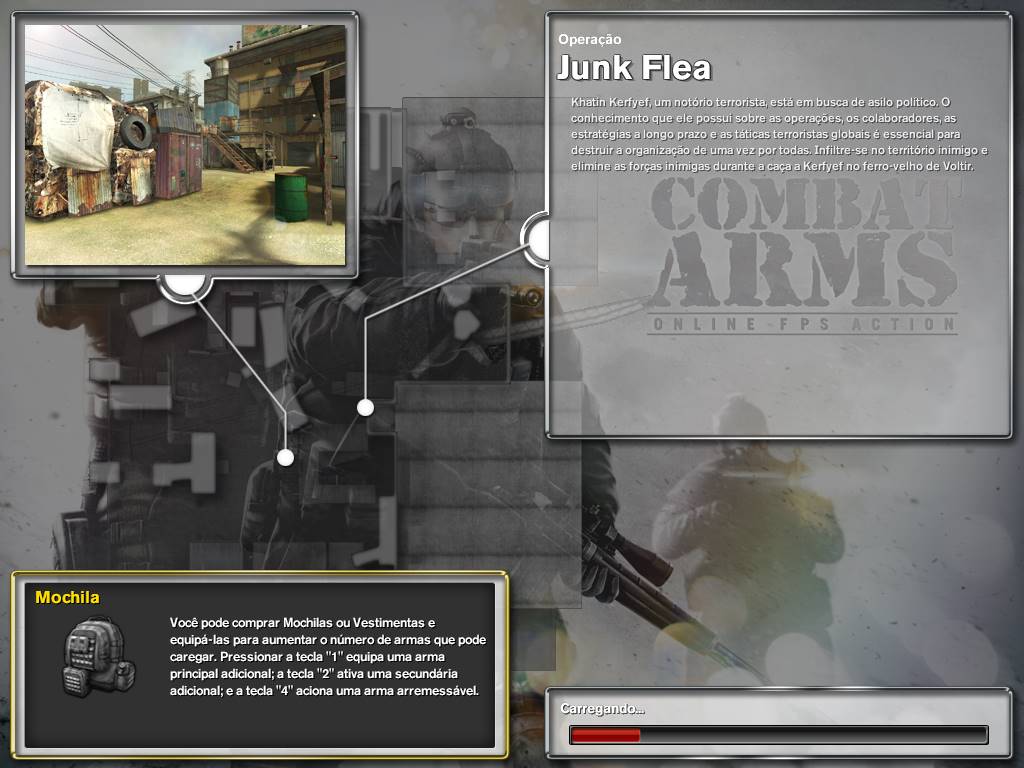 Operação
Junk Flea
Khatin Kerfyef, um notório terrorista, está em busca de asilo político. O
conhecimento que ele possui sobre as operações, os colaboradores, as
estratégias a longo prazo e as táticas terroristas globais é essencial para
destruir a organização de uma vez por todas. Infiltre-se no território inimigo e
elimine as forças inimigas durante a caça a Kerfyef no ferro-velho de Voltir.
COMBAT
ARMS
ONLINE FPS ACTION
Mochila
Você pode comprar Mochilas ou Vestimentas e
equipá-las para aumentar o número de armas que pode
caregar. Pressionar a tecla "1" equipa uma arma
principal adicional; a tecla "2" ativa uma secundária
adicional; e a tecla "4" aciona uma arma arremessável.
Carregando...